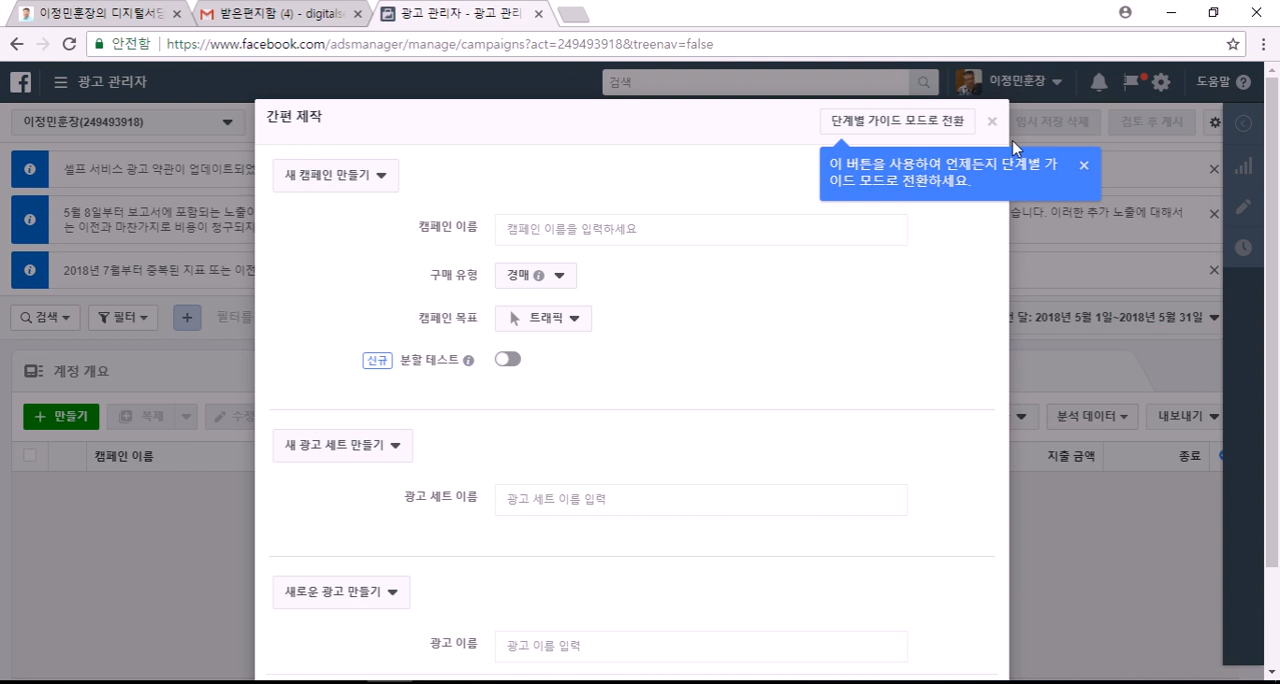 이정민훈장의 디지털서당
받은편지함 (4) - digitals
광고 관리자 - 광고 관리
안전함
https://www.facebook.com/adsmanager/manage/campaigns?act=249493918&treenav=false
광고 관리자
검색
이정민훈장
도움말
이정민훈장(249493918)
간편 제작
단계별 가이드 모드로 전환
임시 저장 삭제
검토 후 게시
이 버튼을 사용하여 언제든지 단계별 가
이드 모드로 전환하세요.
셀프 서비스 광고 약관이 업데이트되었
5월 8일부터 보고서에 포함되는 노출이
는 이전과 마찬가지로 비용이 청구되지
습니다. 이러한 추가 노출에 대해서
2018년 7월부터 중복된 지표 또는 이전
새 캠페인 만들기
캠페인 이름
캠페인 이름을 입력하세요
구매 유형
경매
캠페인 목표
트래픽
신규
분할 테스트
검색
필터
필터를
달: 2018년 5월 1일~2018년 5월 31일
계정 개요
만들기
복제
수정
분석 데이터
내보내기
캠페인 이름
지출 금액
종료
새 광고 세트 만들기
광고 세트 이름
광고 세트 이름 입력
새로운 광고 만들기
광고 이름
광고 이름 입력